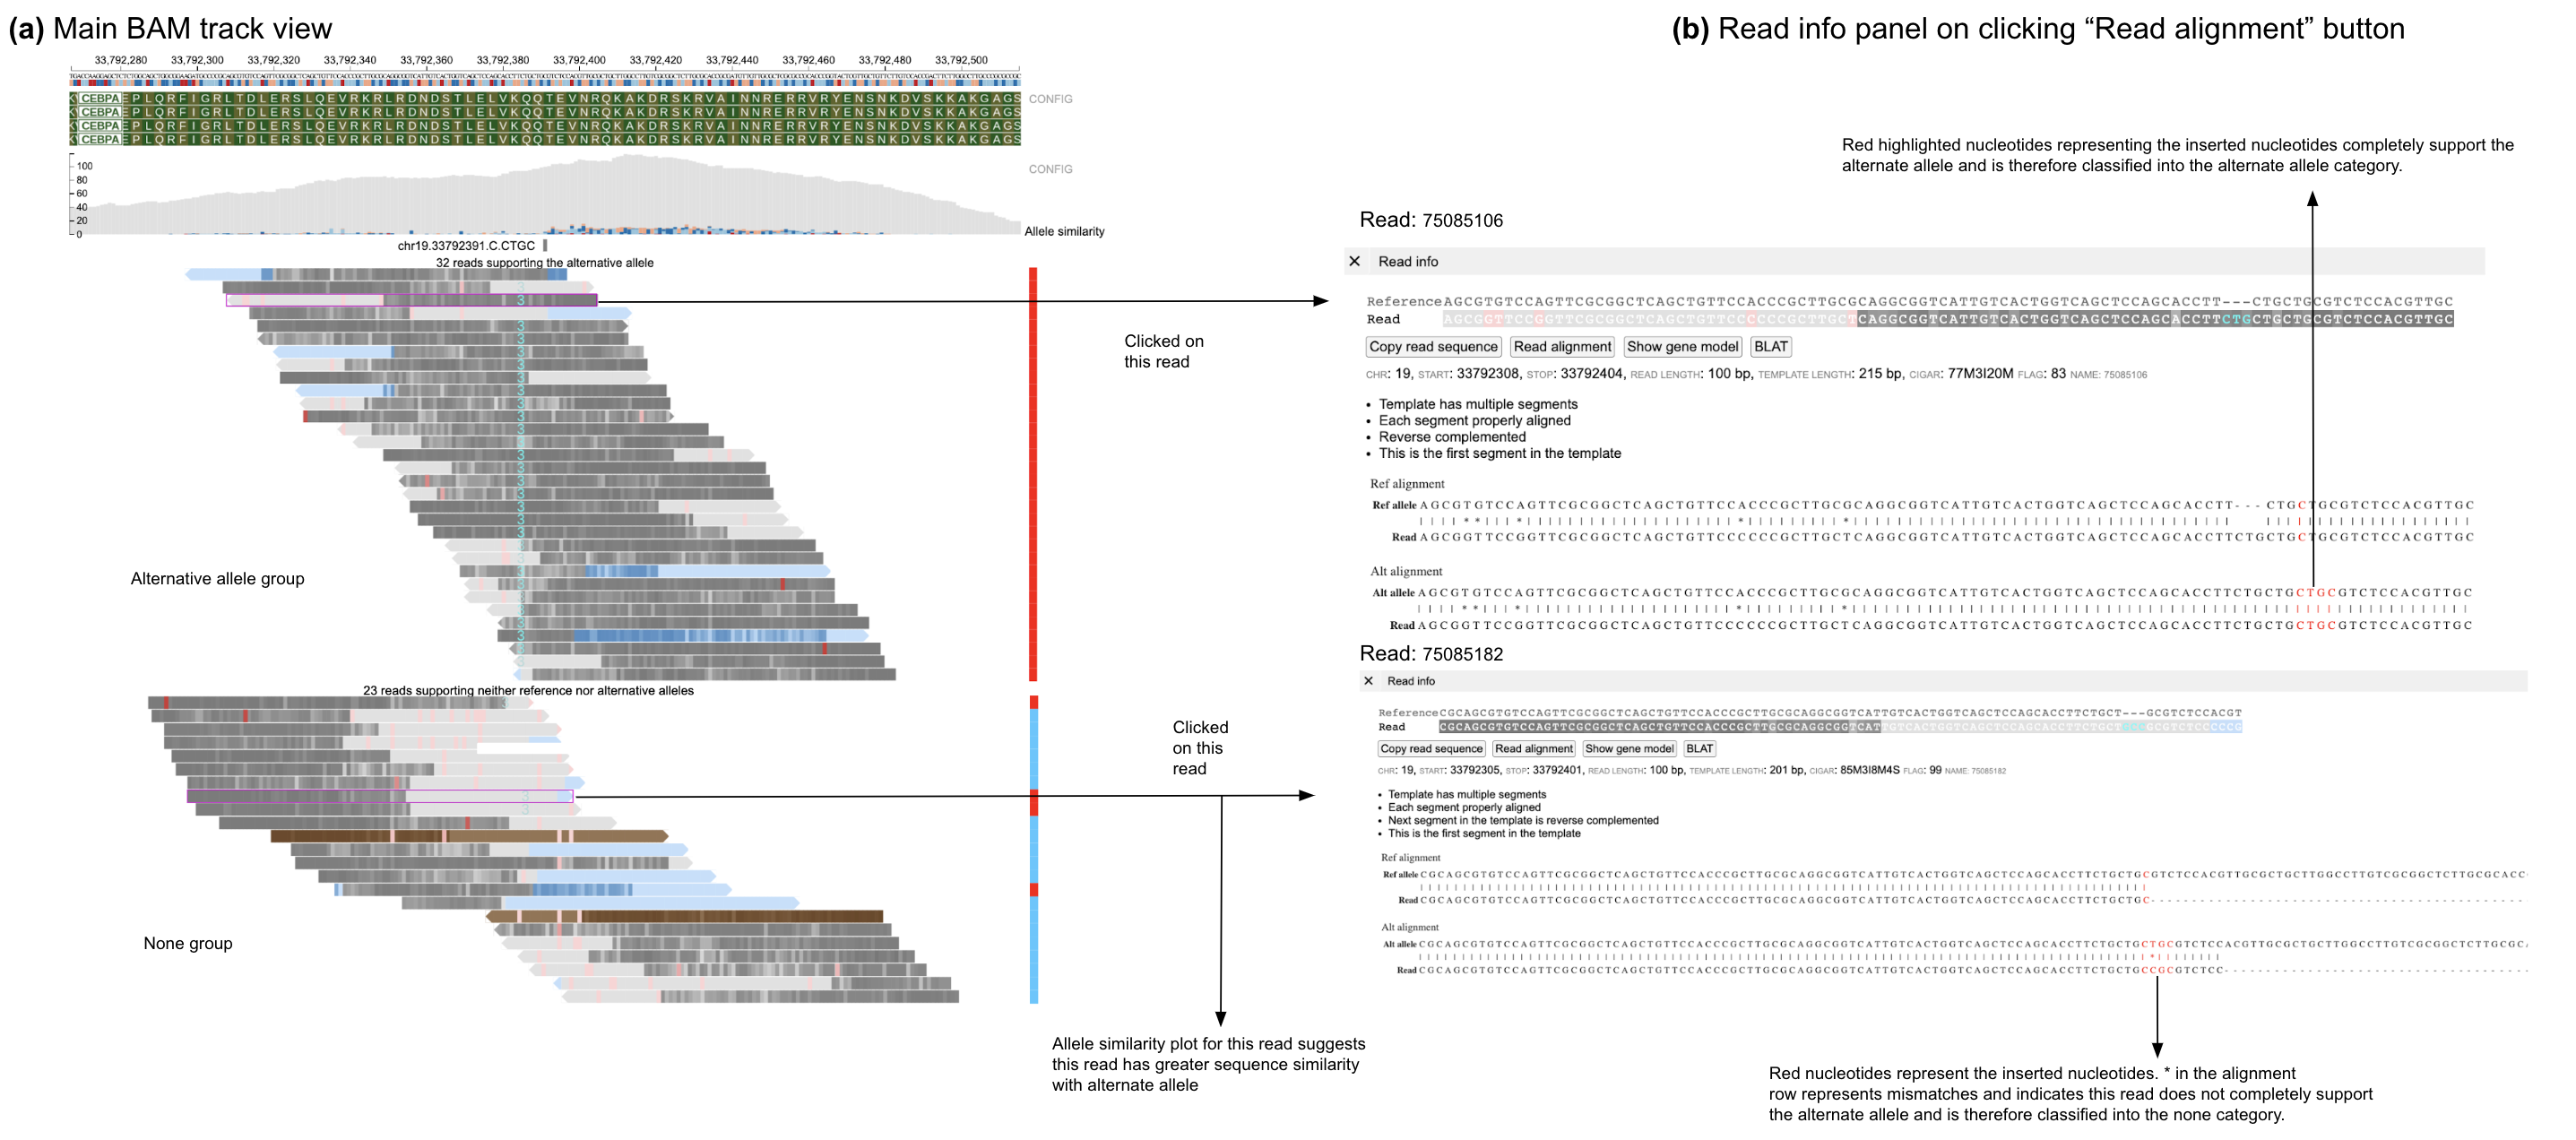 (a) Main BAM track view
33,792,280 33,792,300 33,792,320 33,792,340 33,792,360 33,792,380 33,792,400 33,792,420 33,792,440 33,792,460 33,792,480 33,792,500
K CEBPA E P L Q R F I G R L T D L E R S L Q E V R K R L R D N D S T L E L V K Q Q T E V N R Q K A K D R S K R V A I N N R E R R V R Y E N S N K D V S K K A K G A G S
CONFIG
K CEBPA E P L Q R F I G R L T D L E R S L Q E V R K R L R D N D S T L E L V K Q Q T E V N R Q K A K D R S K R V A I N N R E R R V R Y E N S N K D V S K K A K G A G S
K CEBPA E P L Q R F I G R L T D L E R S L Q E V R K R L R D N D S T L E L V K Q Q T E V N R Q K A K D R S K R V A I N N R E R R V R Y E N S N K D V S K K A K G A G S
K CEBPA E P L Q R F I G R L T D L E R S L Q E V R K R L R D N D S T L E L V K Q Q T E V N R Q K A K D R S K R V A I N N R E R R V R Y E N S N K D V S K K A K G A G S
100
80
60
40
20
0
CONFIG
Allele similarity
chr19.33792391.C.CTGC
32 reads supporting the alternative allele
Alternative allele group
23 reads supporting neither reference nor alternative alleles
None group
Clicked on
this read
Clicked
on this
read
Allele similarity plot for this read suggests
this read has greater sequence similarity
with alternate allele
(b) Read info panel on clicking “Read alignment” button
Red highlighted nucleotides representing the inserted nucleotides completely support the
alternate allele and is therefore classified into the alternate allele category.
Read: 75085106
× Read info
Reference AGCGTGTCCAGTTCGCGGCTCAGCTGTTCCACCCGCTTGCGCAGGCGGTCATTGTCACTGGTCAGCTCCAGCACCTT---CTGCTGCGTCTCCACGTTGC
Read AGCGGTTCCGGTTCGCGGCTCAGCTGTTCCCCCCGCTTGCTCAGGCGGTCATTGTCACTGGTCAGCTCCAGCACCTTCTGCTGCTGCGTCTCCACGTTGC
Copy read sequence Read alignment Show gene model BLAT
CHR: 19, START: 33792308, STOP: 33792404, READ LENGTH: 100 bp, TEMPLATE LENGTH: 215 bp, CIGAR: 77M3I20M FLAG: 83 NAME: 75085106
• Template has multiple segments
• Each segment properly aligned
• Reverse complemented
• This is the first segment in the template
Ref alignment
Ref allele AGCGTGTCCAGTTCGCGGCTCAGCTGTTCCACCCGCTTGCGCAGGCGGTCATTGTCACTGGTCAGCTCCAGCACCTT---CTGCTGCGTCTCCACGTTGC
Read AGCGGTTCCGGTTCGCGGCTCAGCTGTTCCCCCCGCTTGCTCAGGCGGTCATTGTCACTGGTCAGCTCCAGCACCTTCTGCTGCTGCGTCTCCACGTTGC
Alt alignment
Alt allele AGCGTGTCCAGTTCGCGGCTCAGCTGTTCCACCCGCTTGCGCAGGCGGTCATTGTCACTGGTCAGCTCCAGCACCTTCTGCTGCTGCGTCTCCACGTTGC
Read AGCGGTTCCGGTTCGCGGCTCAGCTGTTCCCCCCGCTTGCTCAGGCGGTCATTGTCACTGGTCAGCTCCAGCACCTTCTGCTGCTGCGTCTCCACGTTGC
Read: 75085182
× Read info
Reference CGCAGCGTGTCCAGTTCGCGGCTCAGCTGTTCCACCCGCTTGCGCAGGCGGTCATTGTCACTGGTCAGCTCCAGCACCTTCTGCT---GCGTCTCCACGT
Read CGCAGCGTGTCCAGTTCGCGGCTCAGCTGTTCCACCCGCTTGCGCAGGCGGTCATTGTCACTGGTCAGCTCCAGCACCTTCTGCTGCCGCGTCTCCCCCG
Copy read sequence Read alignment Show gene model BLAT
CHR: 19, START: 33792305, STOP: 33792401, READ LENGTH: 100 bp, TEMPLATE LENGTH: 201 bp, CIGAR: 85M3I8M4S FLAG: 99 NAME: 75085182
• Template has multiple segments
• Each segment properly aligned
• Next segment in the template is reverse complemented
• This is the first segment in the template
Ref alignment
Ref allele CGCAGCGTGTCCAGTTCGCGGCTCAGCTGTTCCACCCGCTTGCGCAGGCGGTCATTGTCACTGGTCAGCTCCAGCACCTTCTGCTGCGTCTCCACGTTGCGCTGCTTGGCCTTGTCGCGGCTCTTGCGCACC
Read CGCAGCGTGTCCAGTTCGCGGCTCAGCTGTTCCACCCGCTTGCGCAGGCGGTCATTGTCACTGGTCAGCTCCAGCACCTTCTGCTGC
Alt alignment
Alt allele CGCAGCGTGTCCAGTTCGCGGCTCAGCTGTTCCACCCGCTTGCGCAGGCGGTCATTGTCACTGGTCAGCTCCAGCACCTTCTGCTGCTGCGTCTCCACGTTGCGCTGCTTGGCCTTGTCGCGGCTCTTGCGCA
Read CGCAGCGTGTCCAGTTCGCGGCTCAGCTGTTCCACCCGCTTGCGCAGGCGGTCATTGTCACTGGTCAGCTCCAGCACCTTCTGCTGCCGCGTCTCC
Red nucleotides represent the inserted nucleotides. * in the alignment
row represents mismatches and indicates this read does not completely support
the alternate allele and is therefore classified into the none category.